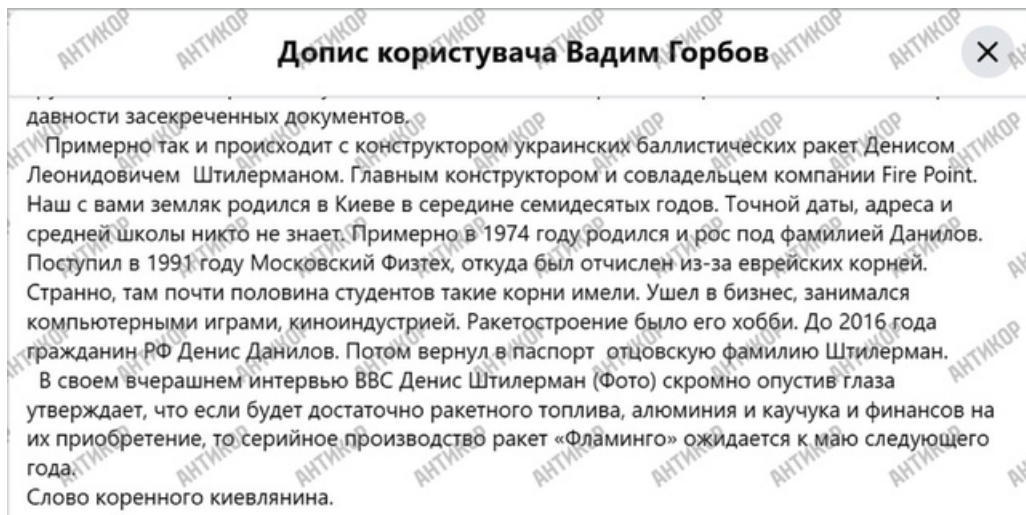 Допис користувача Вадим Горбов
давности засекреченных документов.
Примерно так и происходит с конструктором украинских баллистических ракет Денисом
Леонидовичем Штилерманом. Главным конструктором и совладельцем компании Fire Point.
Наш с вами земляк родился в Киеве в середине семидесятых годов. Точной даты, адреса и
средней школы никто не знает. Примерно в 1974 году родился и рос под фамилией Данилов.
Поступил в 1991 году Московский Физтех, откуда был отчислен из-за еврейских корней.
Странно, там почти половина студентов такие корни имели. Ушел в бизнес, занимался
компьютерными играми, киноиндустрией. Ракетостроение было его хобби. До 2016 года
гражданин РФ Денис Данилов. Потом вернул в паспорт отцовскую фамилию Штилерман.
В своем вчерашнем интервью ВВС Денис Штилерман (Фото) скромно опустив глаза
утверждает, что если будет достаточно ракетного топлива, алюминия и каучука и финансов на
их приобретение, то серийное производство ракет «Фламинго» ожидается к маю следующего
года.
Слово коренного киевлянина.
АНТИКОР